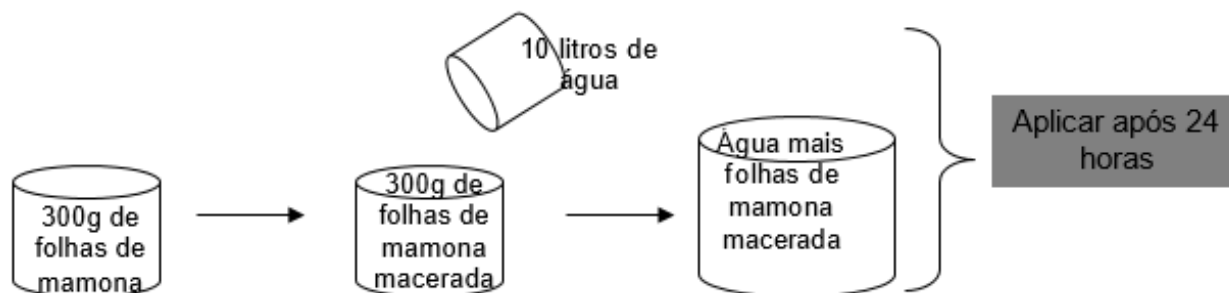 300g de
folhas de
mamona
300g de
folhas de
mamona
macerada
10 litros de
água
Água mais
folhas de
mamona
macerada
Aplicar após 24
horas